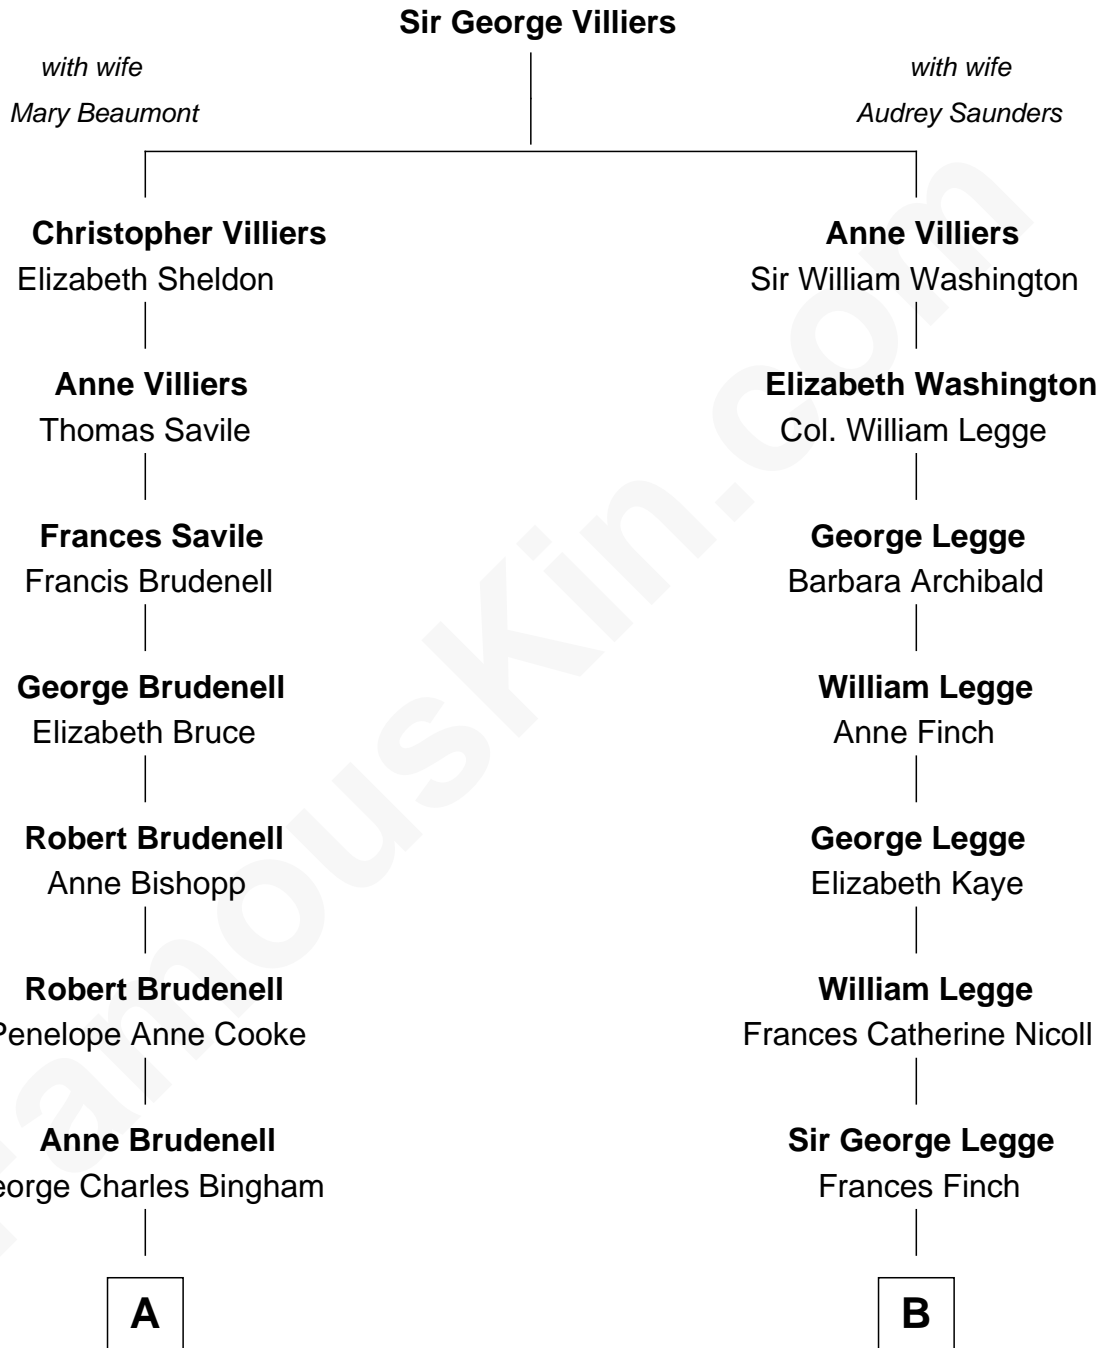 Sir George Villiers
with wife
Mary Beaumont
with wife
Audrey Saunders
Christopher Villiers
Elizabeth Sheldon
Anne Villiers
Thomas Savile
Frances Savile
Francis Brudenell
George Brudenell
Elizabeth Bruce
Robert Brudenell
Anne Bishopp
Robert Brudenell
Penelope Anne Cooke
Anne Brudenell
eorge Charles Bingham
A
Anne Villiers
Sir William Washington
Elizabeth Washington
Col. William Legge
George Legge
Barbara Archibald
William Legge
Anne Finch
George Legge
Elizabeth Kaye
William Legge
Frances Catherine Nicoll
Sir George Legge
Frances Finch
B
FamousKin.com